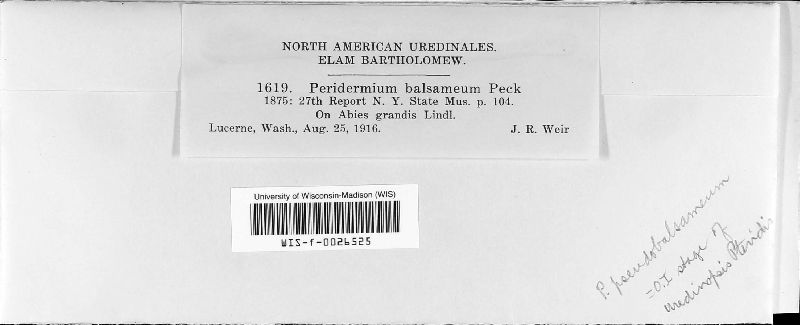 NORTH AMERICAN UREDINALES.
ELAM BARTHOLOMEW.
1619. Peridermium balsameum Peck
1875: 27th Report N. Y. State Mus. p. 104.
On Abies grandis Lindl.
Lucerne, Wash., Aug. 25, 1916. J. R. Weir
University of Wisconsin-Madison (WIS)
WIS-f-0026525
P. pseudobalsameum
=O.I stage of
uredinopsis Pteridis